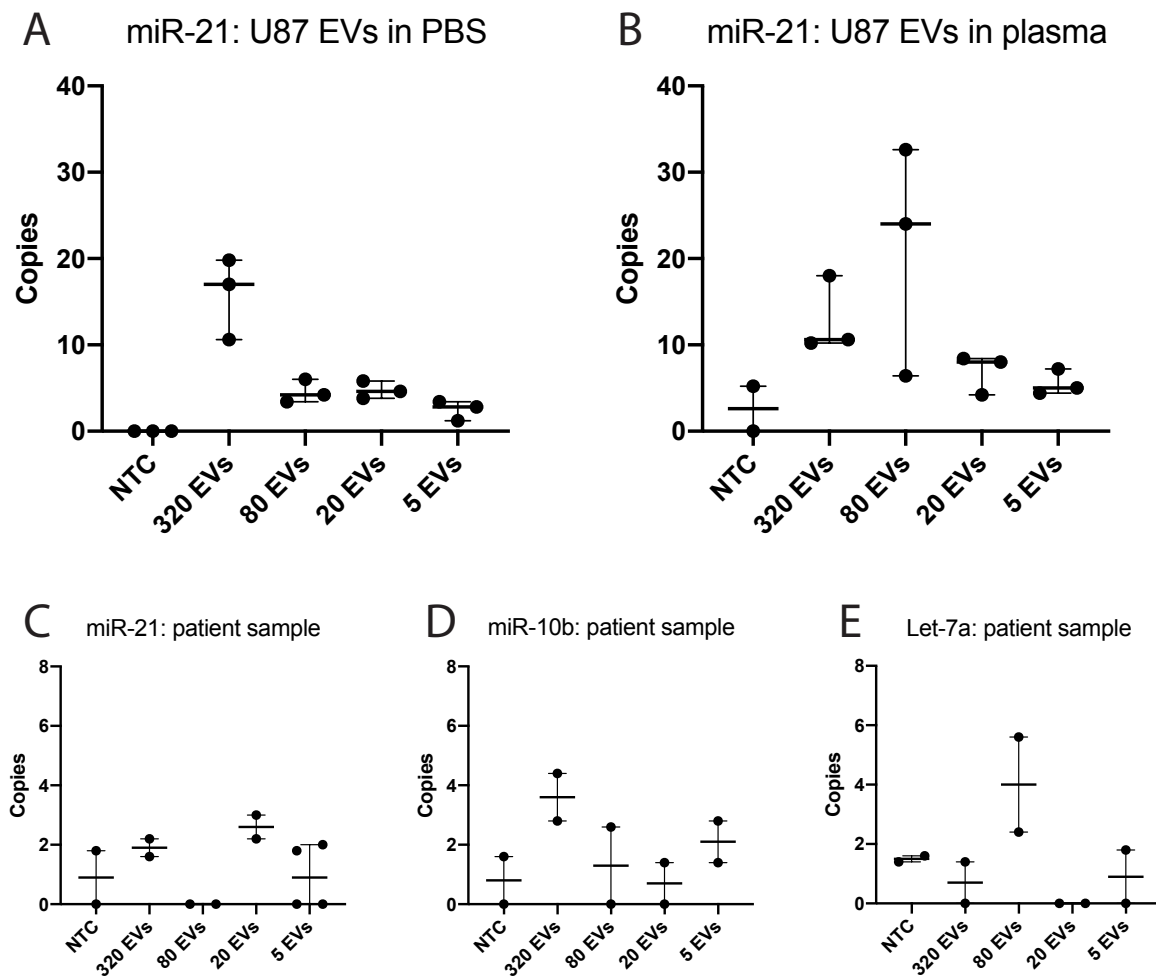 A
miR-21: U87 EVs in PBS
40
30
20
10
0
Copies
NTC
320 EVs
80 EVs
20 EVs
5 EVs
B
miR-21: U87 EVs in plasma
40
30
20
10
0
Copies
NTC
320 EVs
80 EVs
20 EVs
5 EVs
C
miR-21: patient sample
8
6
4
2
0
Copies
NTC
320 EVs
80 EVs
20 EVs
5 EVs
D
miR-10b: patient sample
8
6
4
2
0
Copies
NTC
320 EVs
80 EVs
20 EVs
5 EVs
E
Let-7a: patient sample
8
6
4
2
0
Copies
NTC
320 EVs
80 EVs
20 EVs
5 EVs